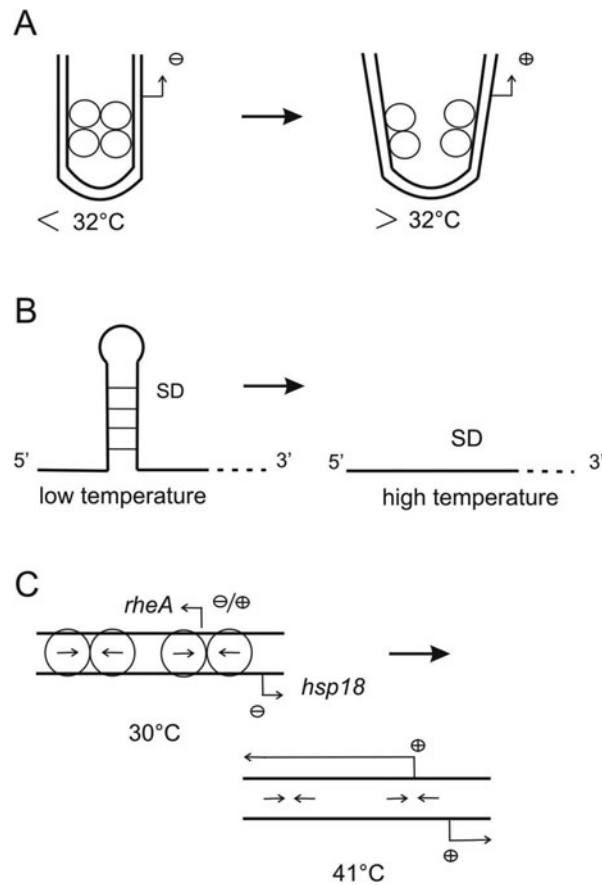 A
⊖ ⊕
< 32°C > 32°C
B
SD
SD
5' 3' 5' 3'
low temperature high temperature
C
rheA ⊖/⊕
hsp18
⊖
30°C
⊕
⊕
41°C